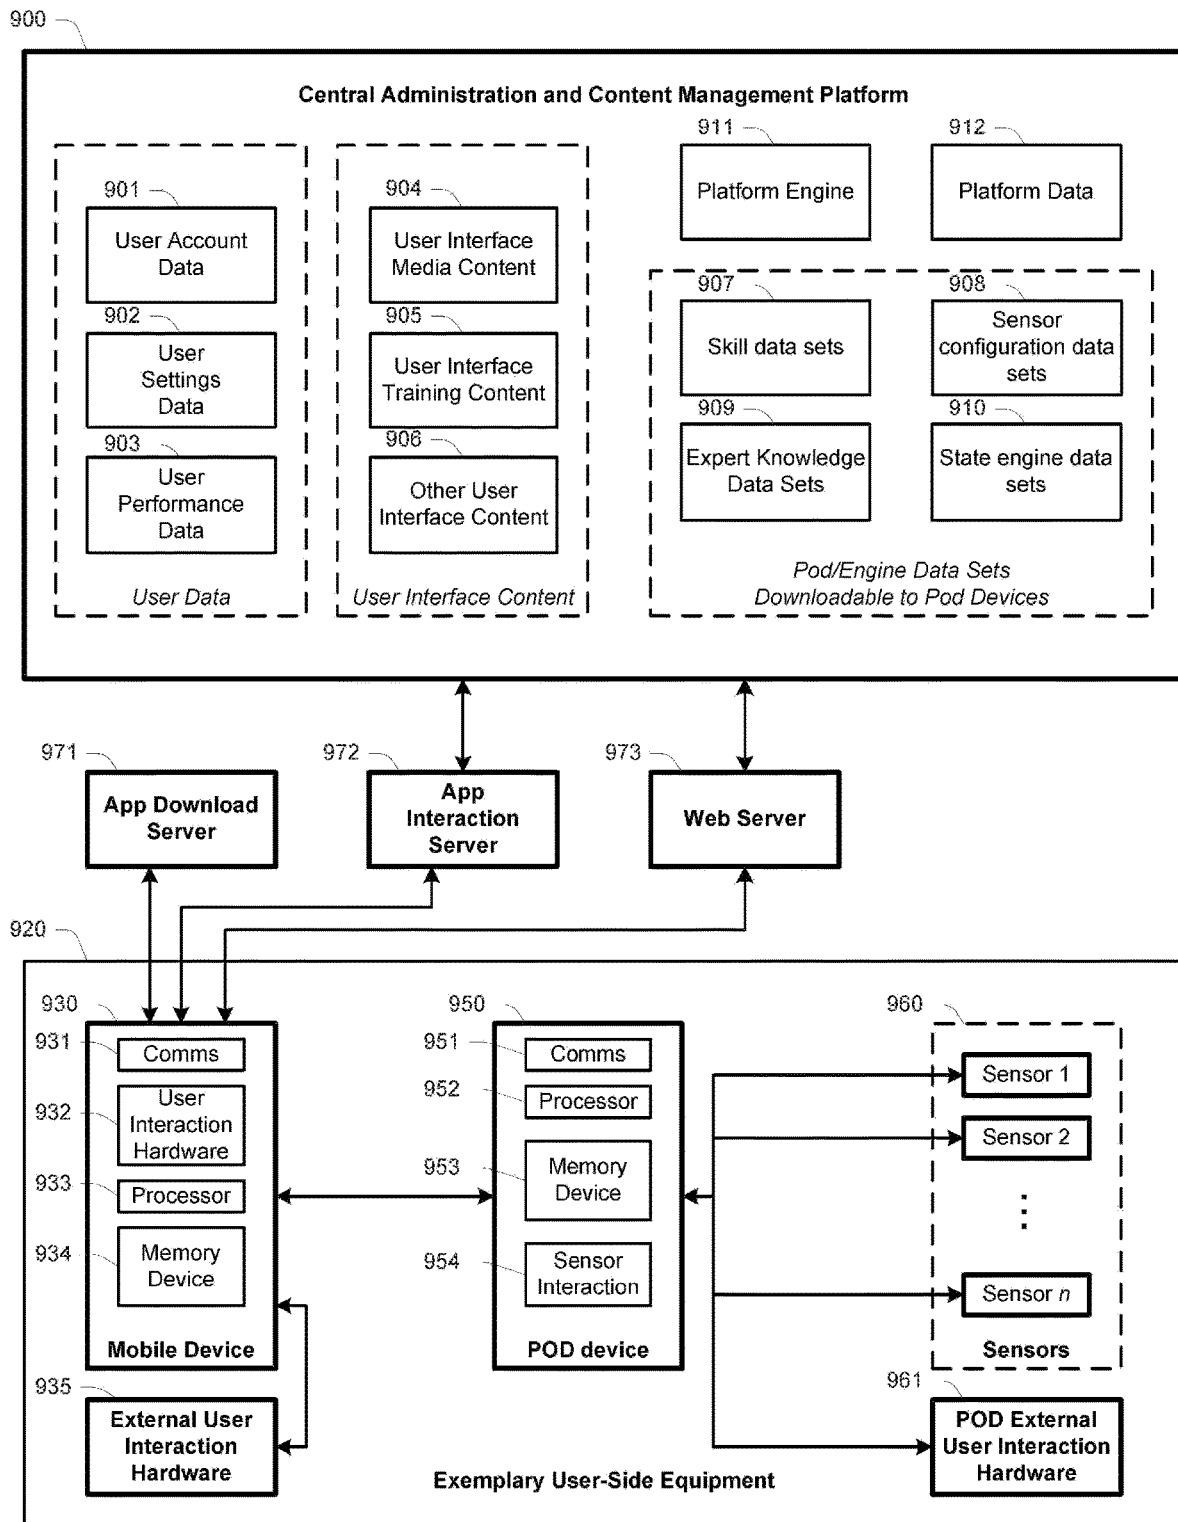 900
Central Administration and Content Management Platform
911
Platform Engine
912
Platform Data
901
User Account
Data
902
User
Settings
Data
903
User
Performance
Data
User Data
904
User Interface
Media Content
905
User Interface
Training Content
906
Other User
Interface Content
User Interface Content
907
Skill data sets
908
Sensor
configuration data
sets
909
Expert Knowledge
Data Sets
910
State engine data
sets
Pod/Engine Data Sets
Downloadable to Pod Devices
971
App Download
Server
972
App
Interaction
Server
973
Web Server
920
930
931
Comms
932
User
Interaction
Hardware
933
Processor
934
Memory
Device
Mobile Device
935
External User
Interaction
Hardware
950
951
Comms
952
Processor
953
Memory
Device
954
Sensor
Interaction
POD device
960
Sensor 1
Sensor 2
Sensor n
Sensors
961
POD External
User Interaction
Hardware
Exemplary User-Side Equipment